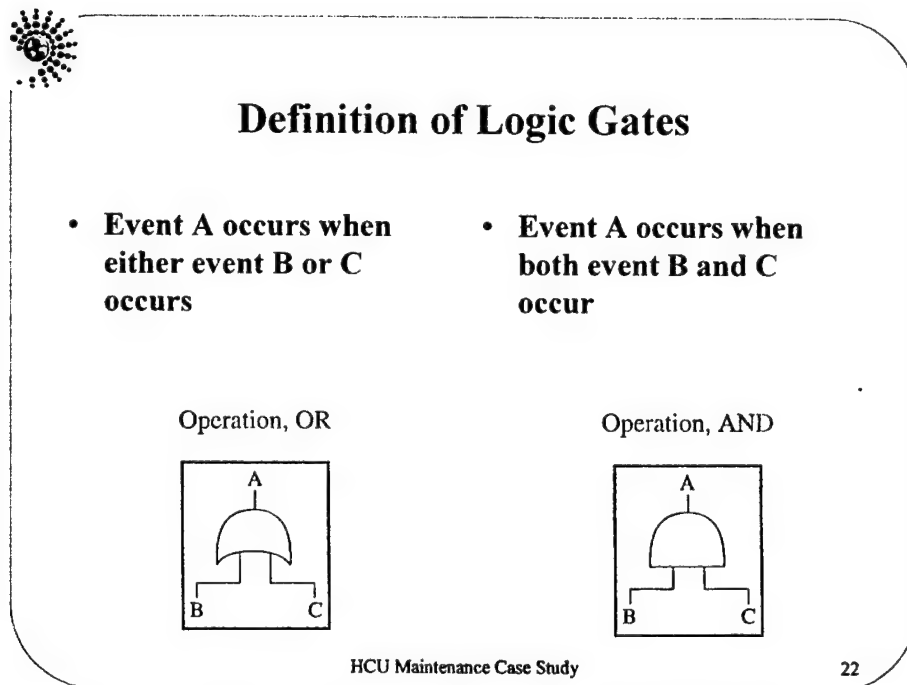 Definition of Logic Gates
• Event A occurs when
either event B or C
occurs
• Event A occurs when
both event B and C
occur
Operation, OR
A
B
C
Operation, AND
A
B
C
HCU Maintenance Case Study
22